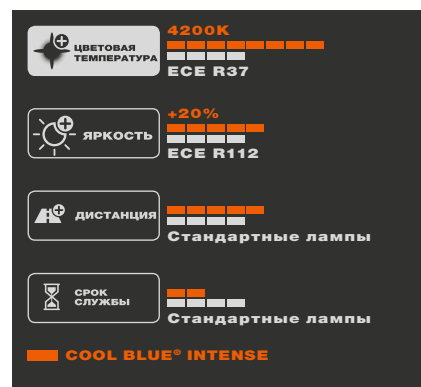 4200K
ЦВЕТОВАЯ
ТЕМПЕРАТУРА
ECE R37
+20%
ЯРКОСТЬ
ECE R112
ДИСТАНЦИЯ
Стандартные лампы
СРОК
СЛУЖБЫ
Стандартные лампы
COOL BLUE® INTENSE